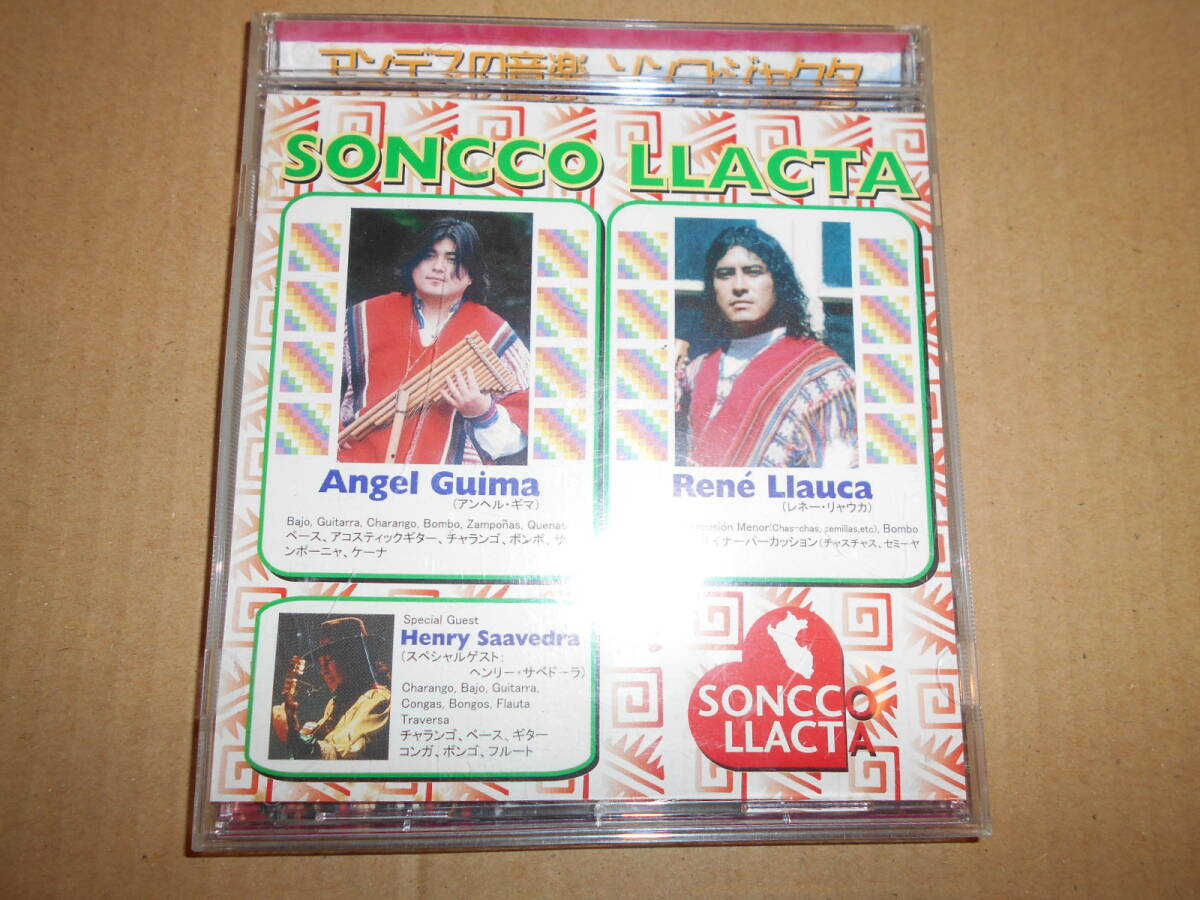 アンデスの音楽 ソンコ・ジャクタ
SONCCO LLACTA
Angel Guima
(アンヘル・ギマ)
Bajo, Guitarra, Charango, Bombo, Zampoñas, Quenas
ベース、アコスティックギター、チャランゴ、ボンボ、サ
ンポーニャ、ケーナ
René Llauca
(レネー・リャウカ)
Menor(Chas-chas, etc), Bombo
マイナーパーカッション(チャスチャス、セミーヤ
Special Guest
Henry Saavedra
(スペシャルゲスト:
ヘンリー・サベドーラ)
Charango, Bajo, Guitarra,
Congas, Bongos, Flauta
Traversa
チャランゴ、ベース、ギター
コンガ、ボンゴ、フルート
SONCCO
LLACTA